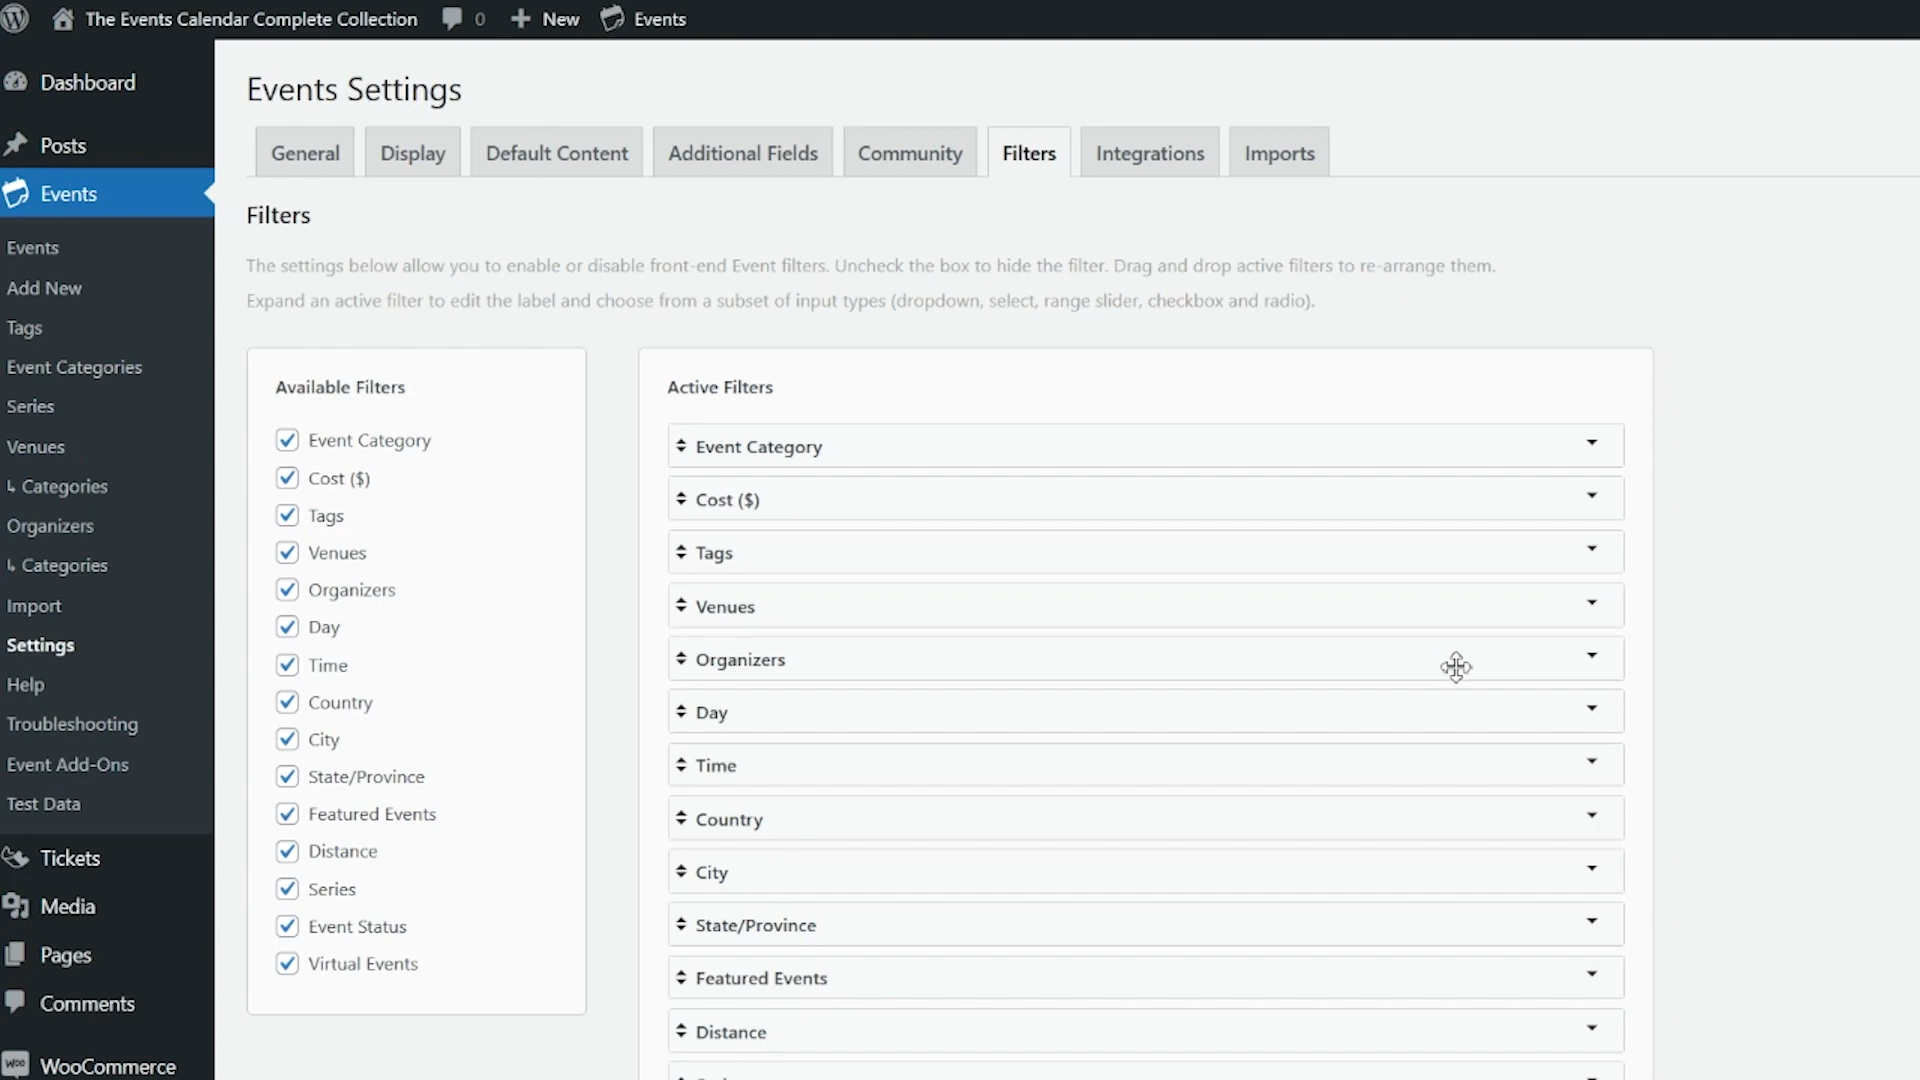 The Events Calendar Complete Collection
0
New
Events
Dashboard
Posts
Events
Events
Add New
Tags
Event Categories
Series
Venues
↳ Categories
Organizers
↳ Categories
Import
Settings
Help
Troubleshooting
Event Add-Ons
Test Data
Tickets
Media
Pages
Comments
WooCommerce
Events Settings
General
Display
Default Content
Additional Fields
Community
Filters
Integrations
Imports
Filters
The settings below allow you to enable or disable front-end Event filters. Uncheck the box to hide the filter. Drag and drop active filters to re-arrange them.
Expand an active filter to edit the label and choose from a subset of input types (dropdown, select, range slider, checkbox and radio).
Available Filters
Event Category
Cost ($)
Tags
Venues
Organizers
Day
Time
Country
City
State/Province
Featured Events
Distance
Series
Event Status
Virtual Events
Active Filters
Event Category
Cost ($)
Tags
Venues
Organizers
Day
Time
Country
City
State/Province
Featured Events
Distance